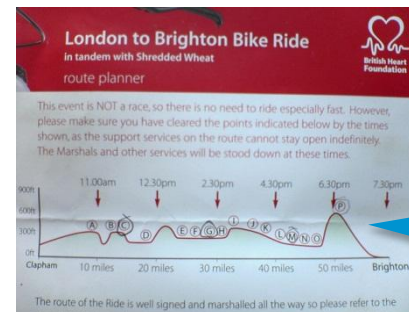 London to Brighton Bike Ride
in tandem with Shredded Wheat
route planner
British Heart
Foundation
This event is NOT a race, so there is no need to ride especially fast. However,
please make sure you have cleared the points indicated below by the times
shown, as the support services on the route cannot stay open indefinitely.
The Marshals and other services will be stood down at these times.
11.00am 12.30pm 2.30pm 4.30pm 6.30pm 7.30pm
900ft
600ft
300ft
0ft
A B C D E F G H I J K L M N O P
Clapham 10 miles 20 miles 30 miles 40 miles 50 miles Brighton
The route of the Ride is well signed and marshalled all the way so please refer to the